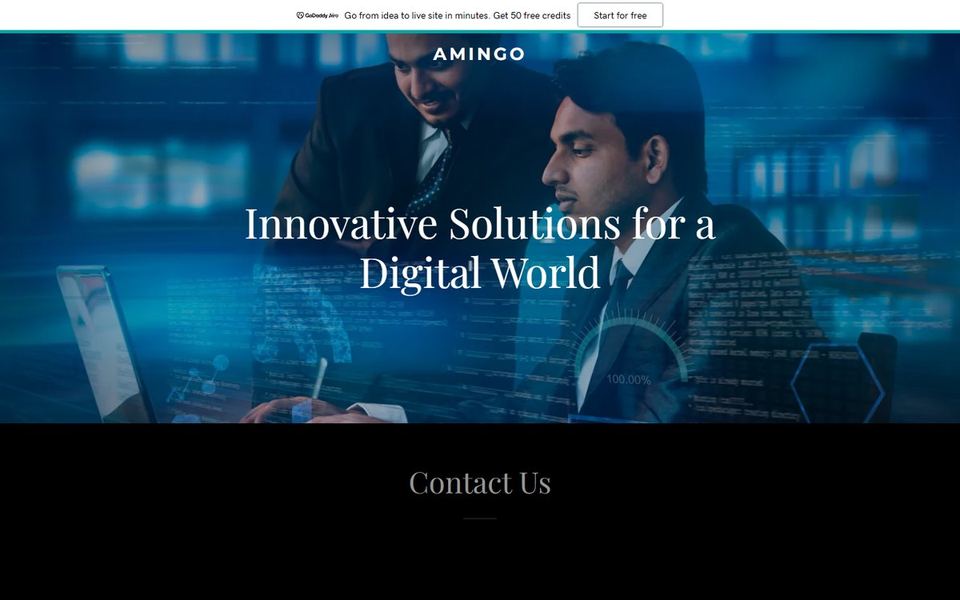 GoDaddy Airo Go from idea to live site in minutes. Get 50 free credits Start for free
AMINGO
Innovative Solutions for a
Digital World
100.00%
Contact Us